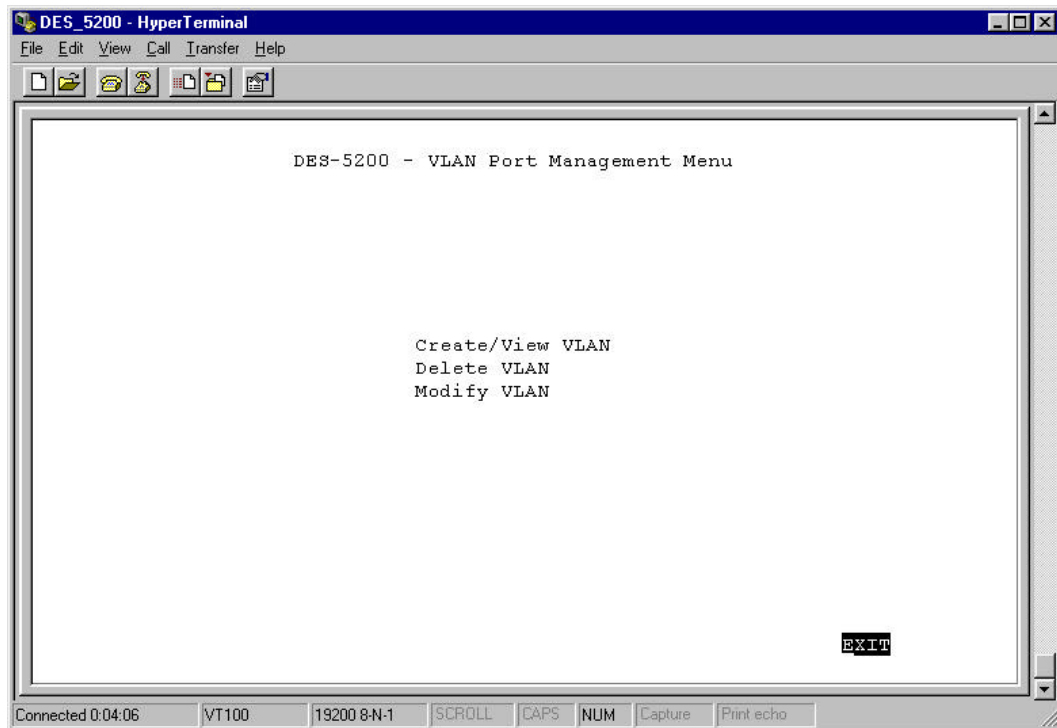 DES_5200 - HyperTerminal
File Edit View Call Transfer Help
DES-5200 - VLAN Port Management Menu
Create/View VLAN
Delete VLAN
Modify VLAN
EXIT
Connected 0:04:06 VT100 19200 8-N-1 SCROLL CAPS NUM Capture Print echo